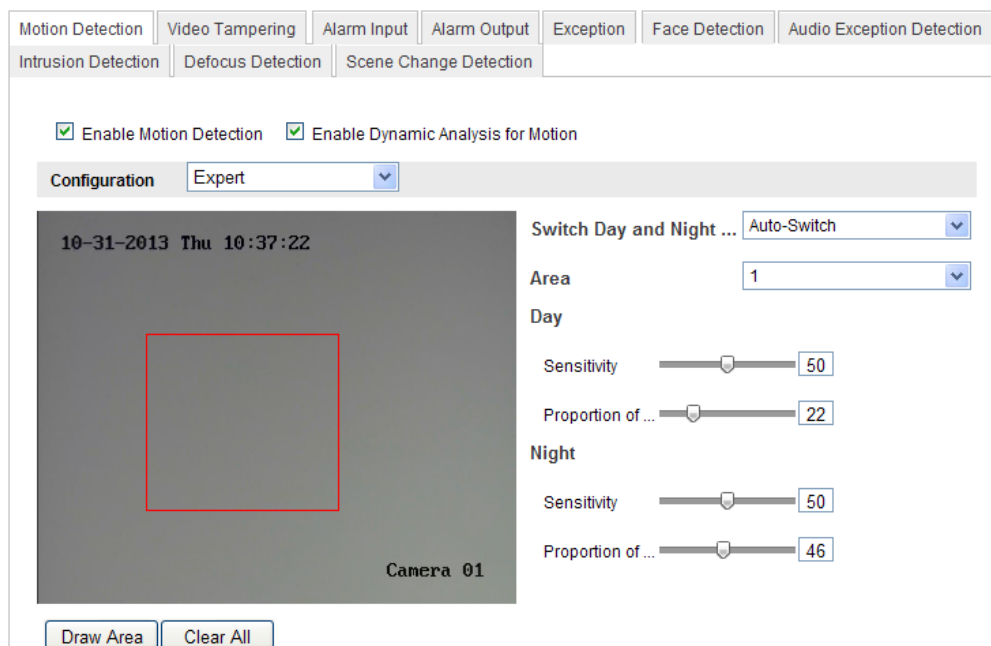 Motion Detection Video Tampering Alarm Input Alarm Output Exception Face Detection Audio Exception Detection
Intrusion Detection Defocus Detection Scene Change Detection
Enable Motion Detection Enable Dynamic Analysis for Motion
Configuration Expert
10-31-2013 Thu 10:37:22
Camera 01
Switch Day and Night ... Auto-Switch
Area 1
Day
Sensitivity 50
Proportion of ... 22
Night
Sensitivity 50
Proportion of ... 46
Draw Area Clear All